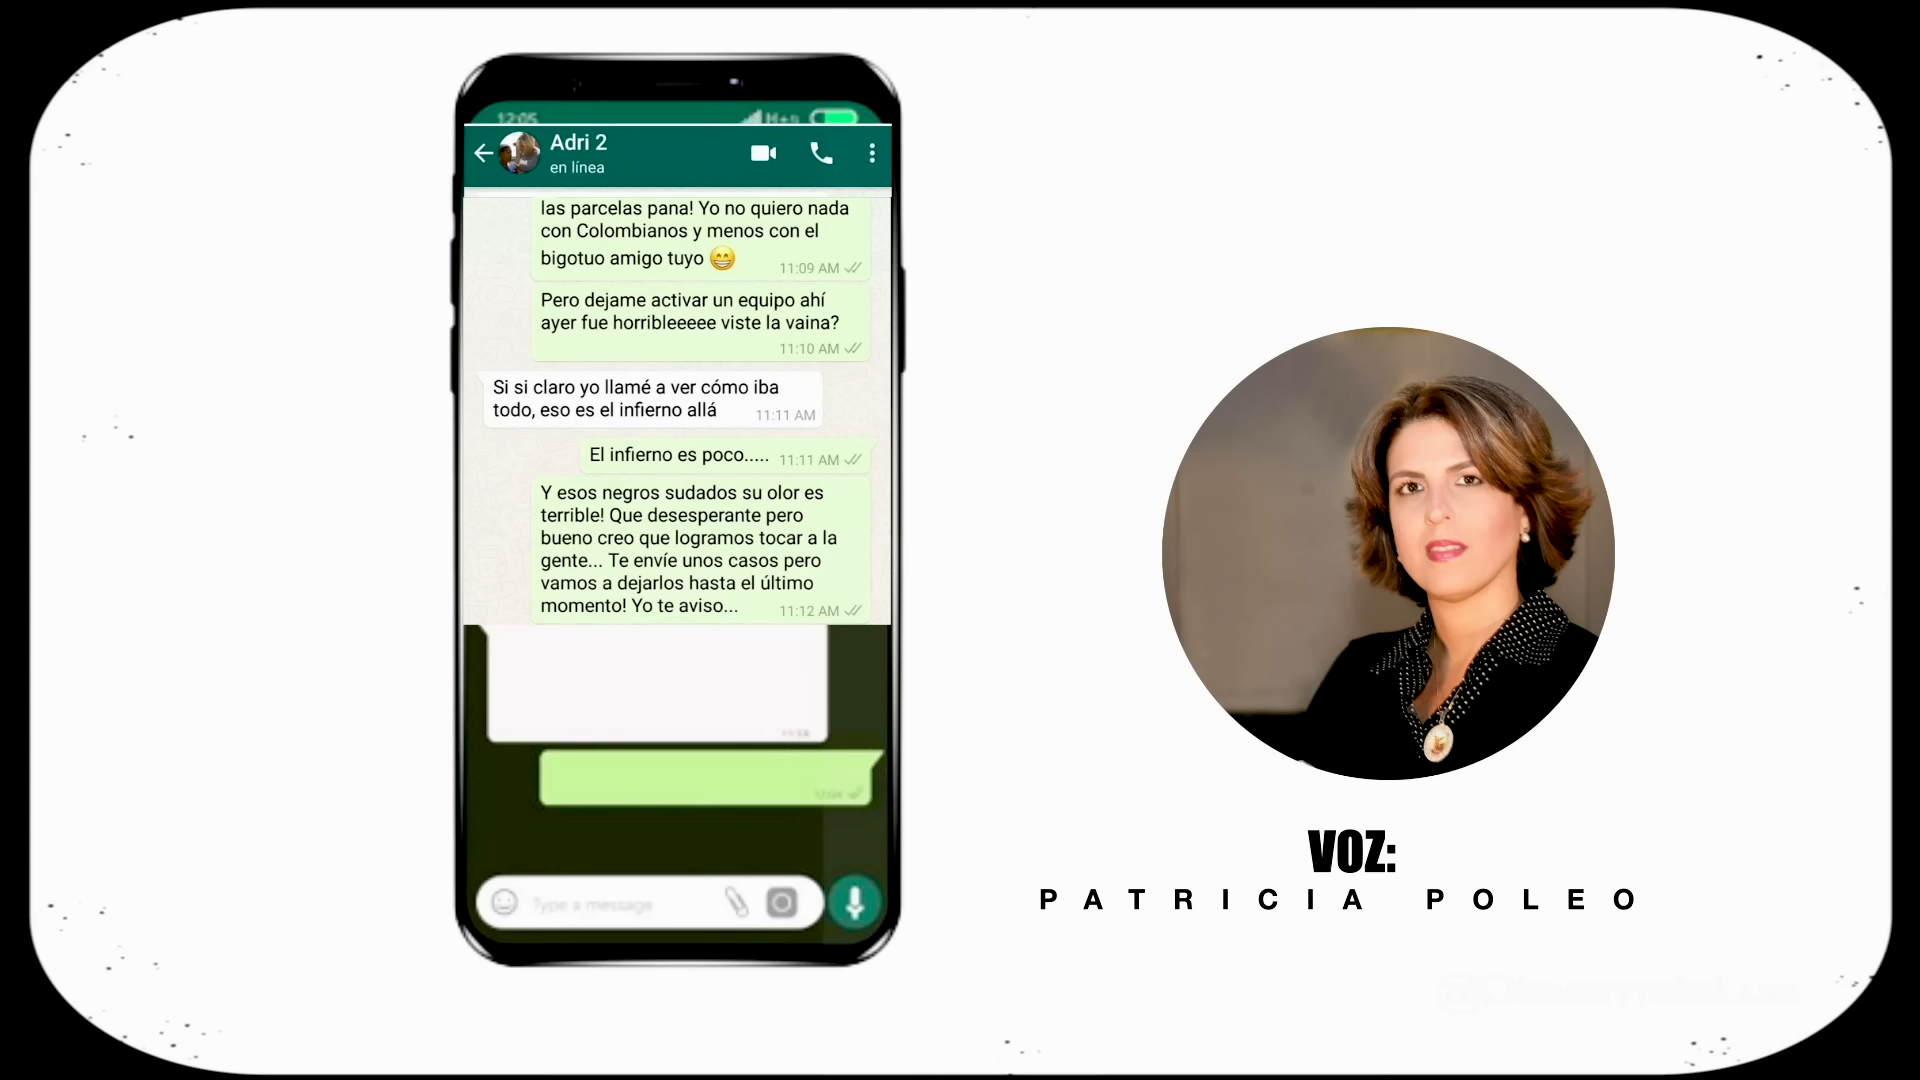 12:05
H+
Adri 2
en línea
las parcelas pana! Yo no quiero nada
con Colombianos y menos con el
bigotuo amigo tuyo 😁
11:09 AM
Pero dejame activar un equipo ahí
ayer fue horribleeeee viste la vaina?
11:10 AM
Si si claro yo llamé a ver cómo iba
todo, eso es el infierno allá
11:11 AM
El infierno es poco.....
11:11 AM
Y esos negros sudados su olor es
terrible! Que desesperante pero
bueno creo que logramos tocar a la
gente... Te envíe unos casos pero
vamos a dejarlos hasta el último
momento! Yo te aviso...
11:12 AM
Type a message
VOZ:
PATRICIA POLEO